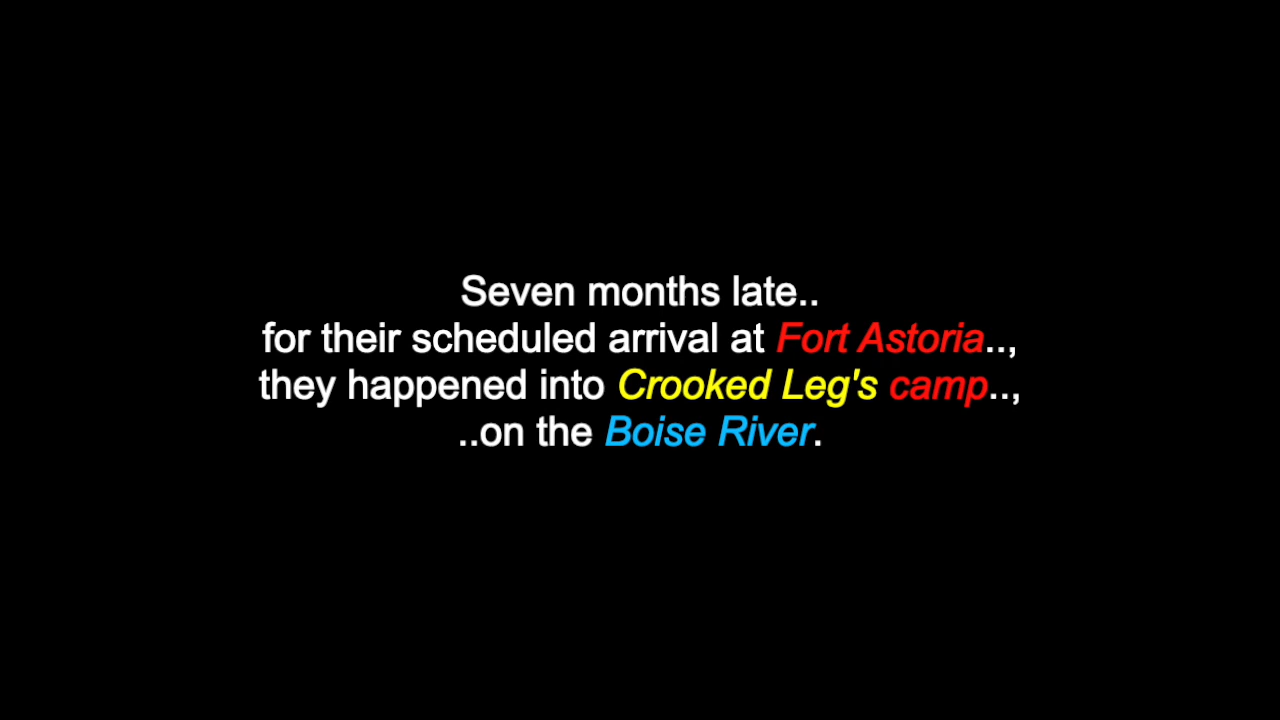 Seven months late..
for their scheduled arrival at Fort Astoria..,
they happened into Crooked Leg's camp..,
..on the Boise River.